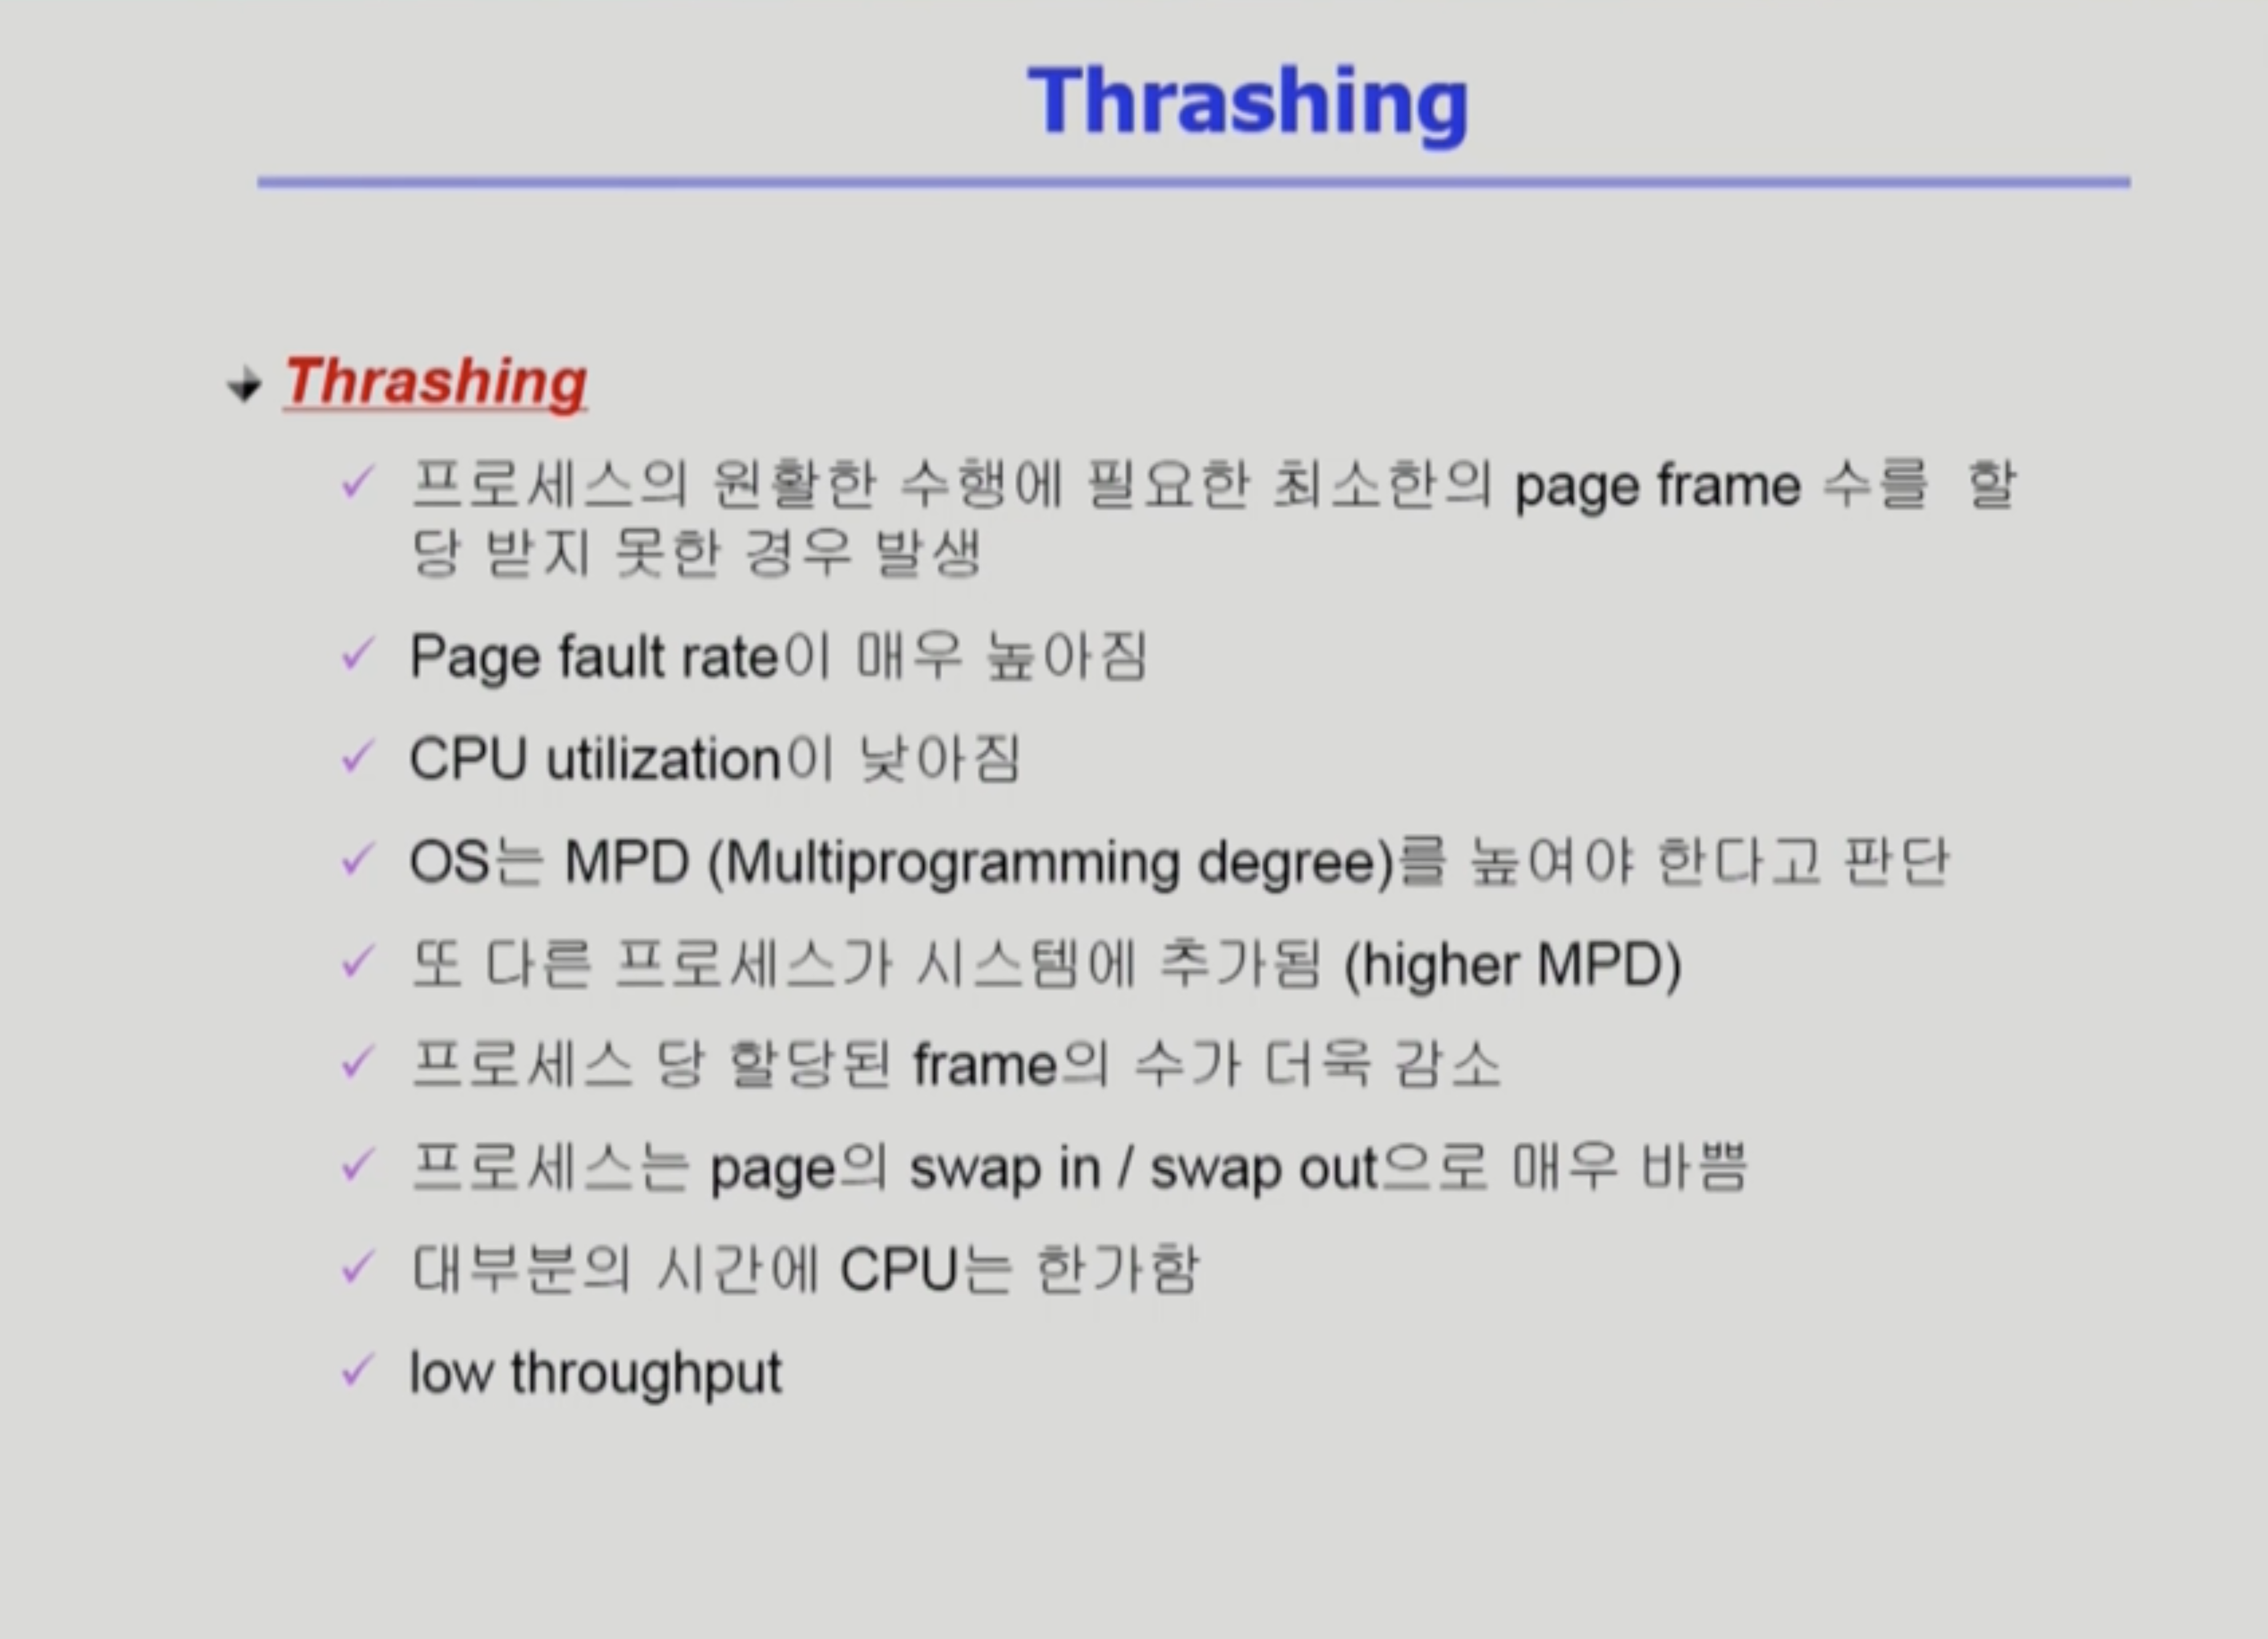 Thrashing
Thrashing
프로세스의 원활한 수행에 필요한 최소한의 page frame 수를 할
당 받지 못한 경우 발생
Page fault rate이 매우 높아짐
CPU utilization이 낮아짐
OS는 MPD (Multiprogramming degree)를 높여야 한다고 판단
또 다른 프로세스가 시스템에 추가됨 (higher MPD)
프로세스 당 할당된 frame의 수가 더욱 감소
프로세스는 page의 swap in / swap out으로 매우 바쁨
대부분의 시간에 CPU는 한가함
low throughput